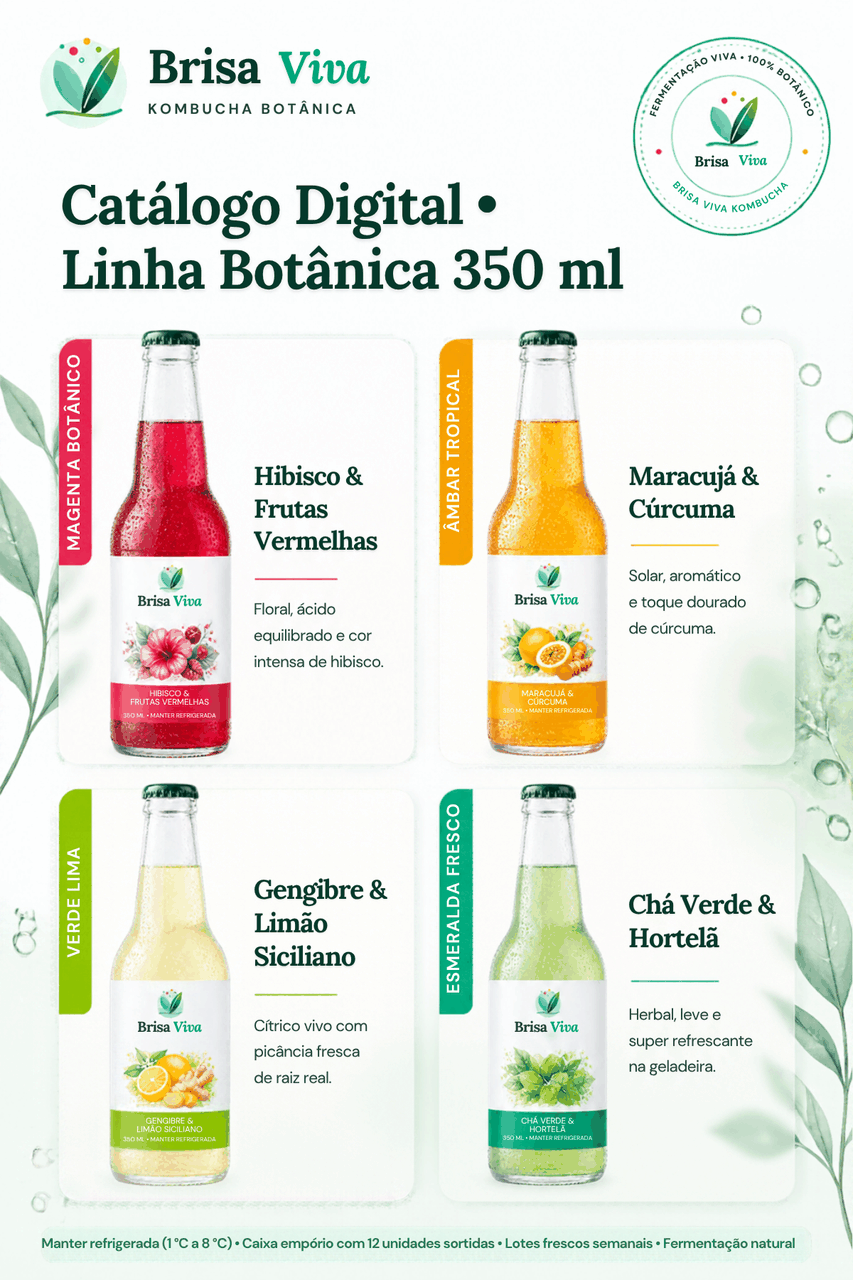 Brisa Viva
KOMBUCHA BOTÂNICA
FERMENTAÇÃO VIVA • 100% BOTÂNICO
Brisa Viva
BRISA VIVA KOMBUCHA
Catálogo Digital •
Linha Botânica 350 ml
MAGENTA BOTÂNICO
Hibisco &
Frutas
Vermelhas
Floral, ácido
equilibrado e cor
intensa de hibisco.
Brisa Viva
HIBISCO &
FRUTAS VERMELHAS
350 ML • MANTER REFRIGERADA
ÂMBAR TROPICAL
Maracujá &
Cúrcuma
Solar, aromático
e toque dourado
de cúrcuma.
Brisa Viva
MARACUJÁ &
CÚRCUMA
350 ML • MANTER REFRIGERADA
VERDE LIMA
Gengibre &
Limão
Siciliano
Cítrico vivo com
picância fresca
de raiz real.
Brisa Viva
GENGIBRE &
LIMÃO SICILIANO
350 ML • MANTER REFRIGERADA
ESMERALDA FRESCO
Chá Verde &
Hortelã
Herbal, leve e
super refrescante
na geladeira.
Brisa Viva
CHÁ VERDE &
HORTELÃ
350 ML • MANTER REFRIGERADA
Manter refrigerada (1 °C a 8 °C) • Caixa empório com 12 unidades sortidas • Lotes frescos semanais • Fermentação natural